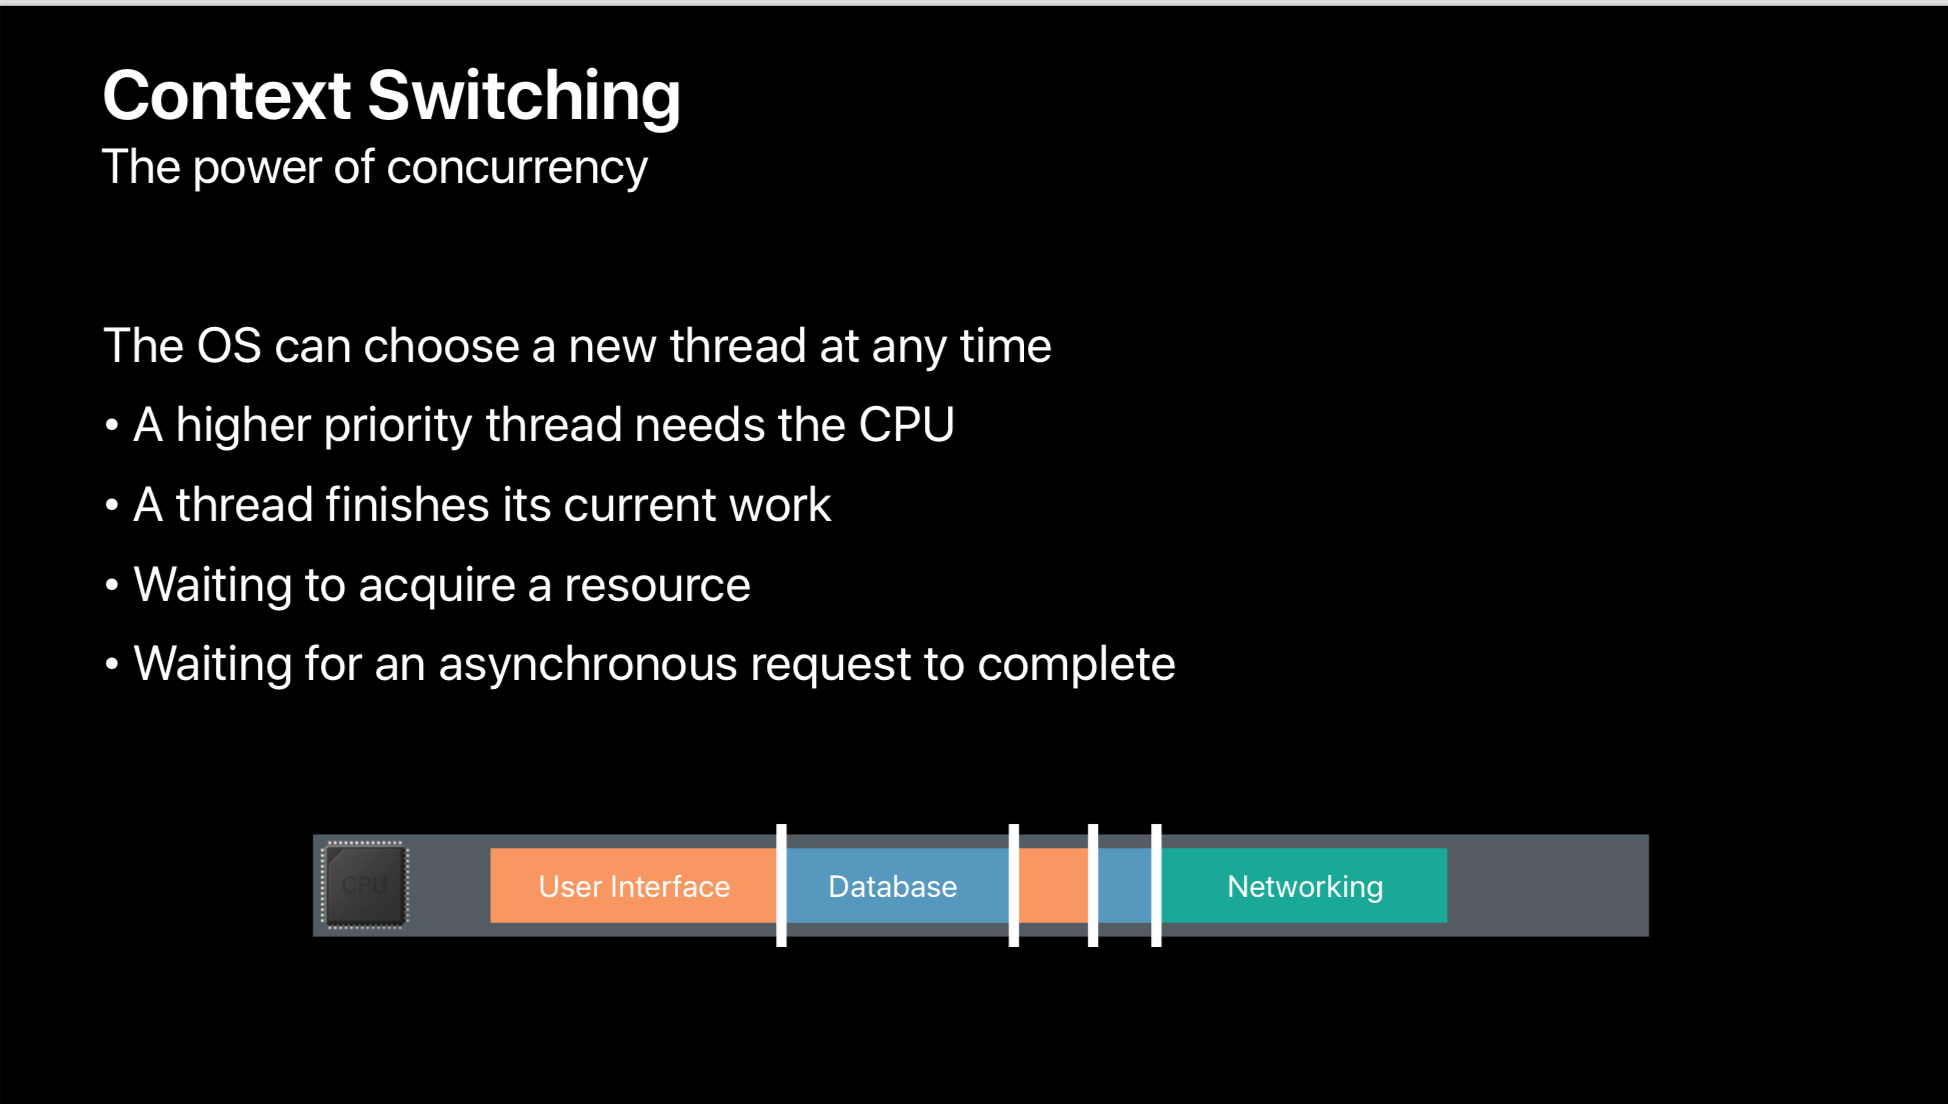 Context Switching
The power of concurrency
The OS can choose a new thread at any time
• A higher priority thread needs the CPU
• A thread finishes its current work
• Waiting to acquire a resource
• Waiting for an asynchronous request to complete
CPU
User Interface
Database
Networking